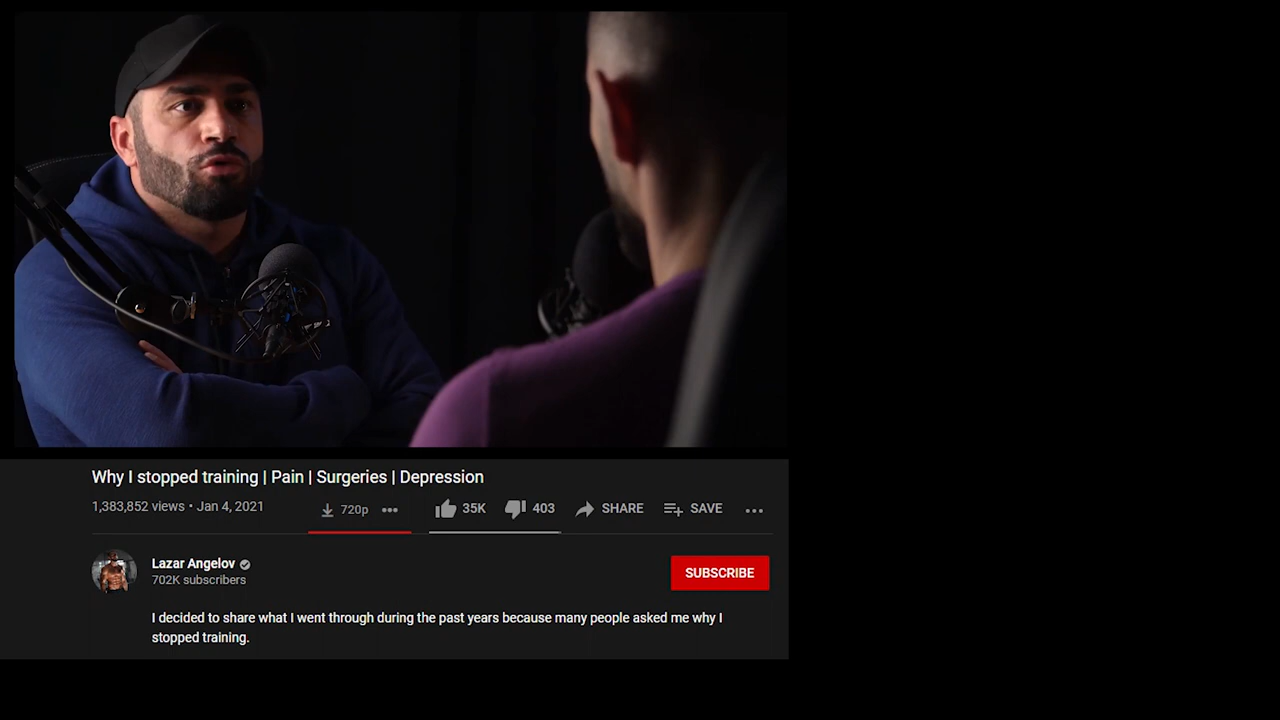 Why I stopped training | Pain | Surgeries | Depression
1,383,852 views • Jan 4, 2021
720p
35K
403
SHARE
SAVE
Lazar Angelov
702K subscribers
SUBSCRIBE
I decided to share what I went through during the past years because many people asked me why I
stopped training.